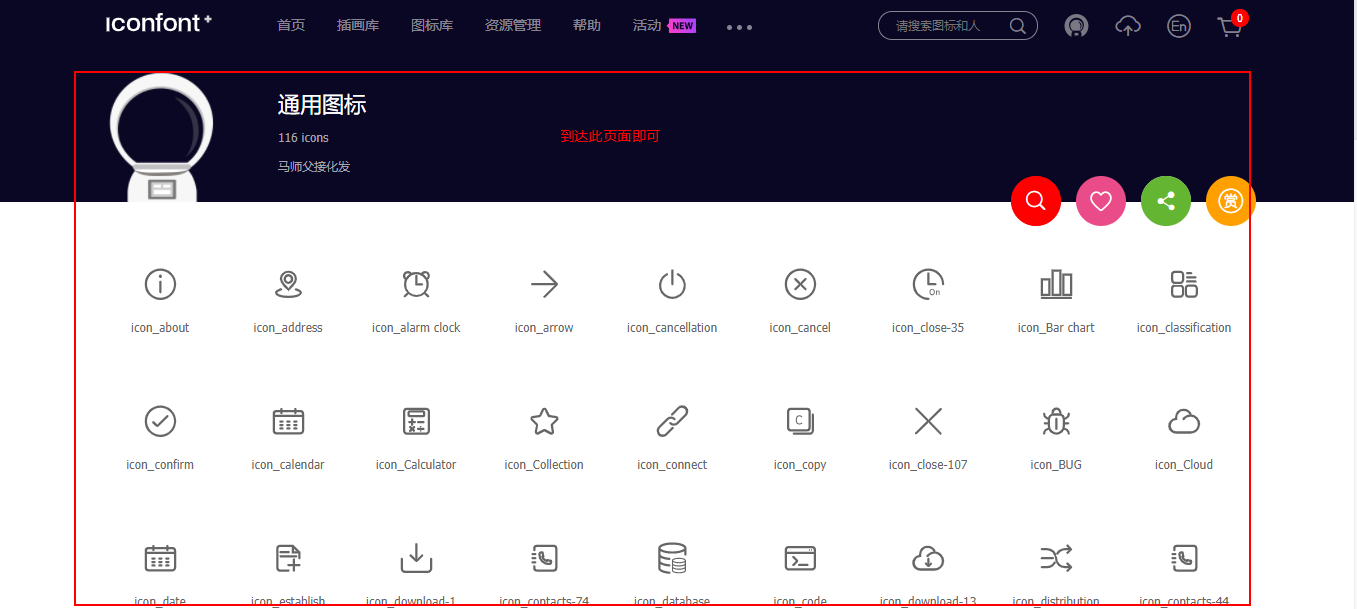 iconfont+
首页 插画库 图标库 资源管理 帮助 活动 NEW
请搜索图标和人
En
0
通用图标
116 icons
到达此页面即可
马师父接化发
赏
On
icon_about icon_address icon_alarm clock icon_arrow icon_cancellation icon_cancel icon_close-35 icon_Bar chart icon_classification
C
icon_confirm icon_calendar icon_Calculator icon_Collection icon_connect icon_copy icon_close-107 icon_BUG icon_Cloud
icon_date icon_establish icon_download-1 icon_contacts-74 icon_database icon_code icon_download-13 icon_distribution icon_contacts-44